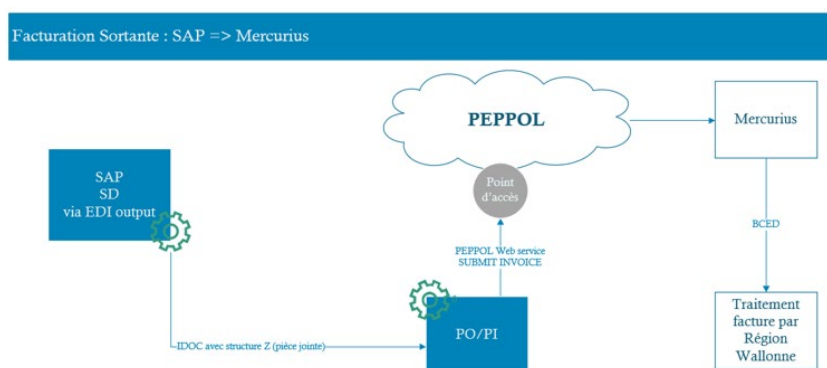 Facturation Sortante : SAP => Mercurius
PEPPOL
Mercurius
SAP
SD
via EDI output
Point
d'accès
BCED
PEPPOL Web service
SUBMIT INVOICE
PO/PI
IDOC avec structure Z (pièce jointe)
Traitement
facture par
Région
Wallonne